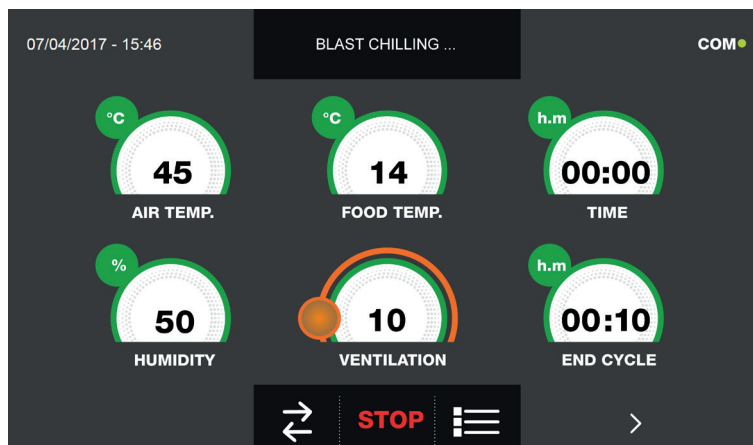 07/04/2017 - 15:46
BLAST CHILLING ...
COM
°C
45
AIR TEMP.
°C
14
FOOD TEMP.
h.m
00:00
TIME
%
50
HUMIDITY
10
VENTILATION
h.m
00:10
END CYCLE
STOP